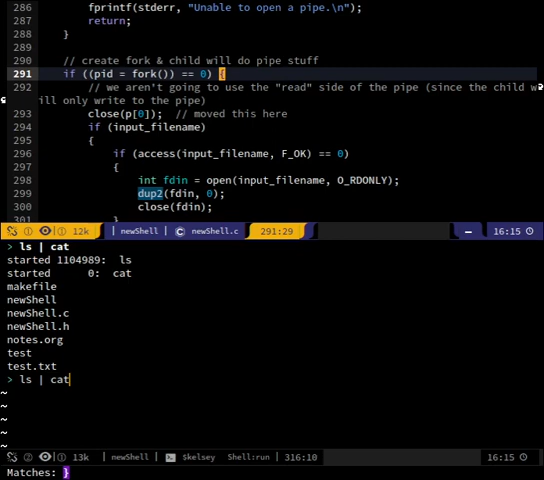 286 fprintf(stderr, "Unable to open a pipe.\n");
287 return;
288 }
289
290 // create fork & child will do pipe stuff
291 if ((pid = fork()) == 0) {
292 // we aren't going to use the "read" side of the pipe (since the child w
ill only write to the pipe)
293 close(p[0]); // moved this here
294 if (input_filename)
295 {
296 if (access(input_filename, F_OK) == 0)
297 {
298 int fdin = open(input_filename, O_RDONLY);
299 dup2(fdin, 0);
300 close(fdin);
301 }
① 12k | newShell C newShell.c 291:29 — 16:15
> ls | cat
started 1104989: ls
started 0: cat
makefile
newShell
newShell.c
newShell.h
notes.org
test
test.txt
> ls | cat
~
~
~
~
~
② ① 13k | newShell $kelsey Shell:run | 316:10 16:15
Matches: }